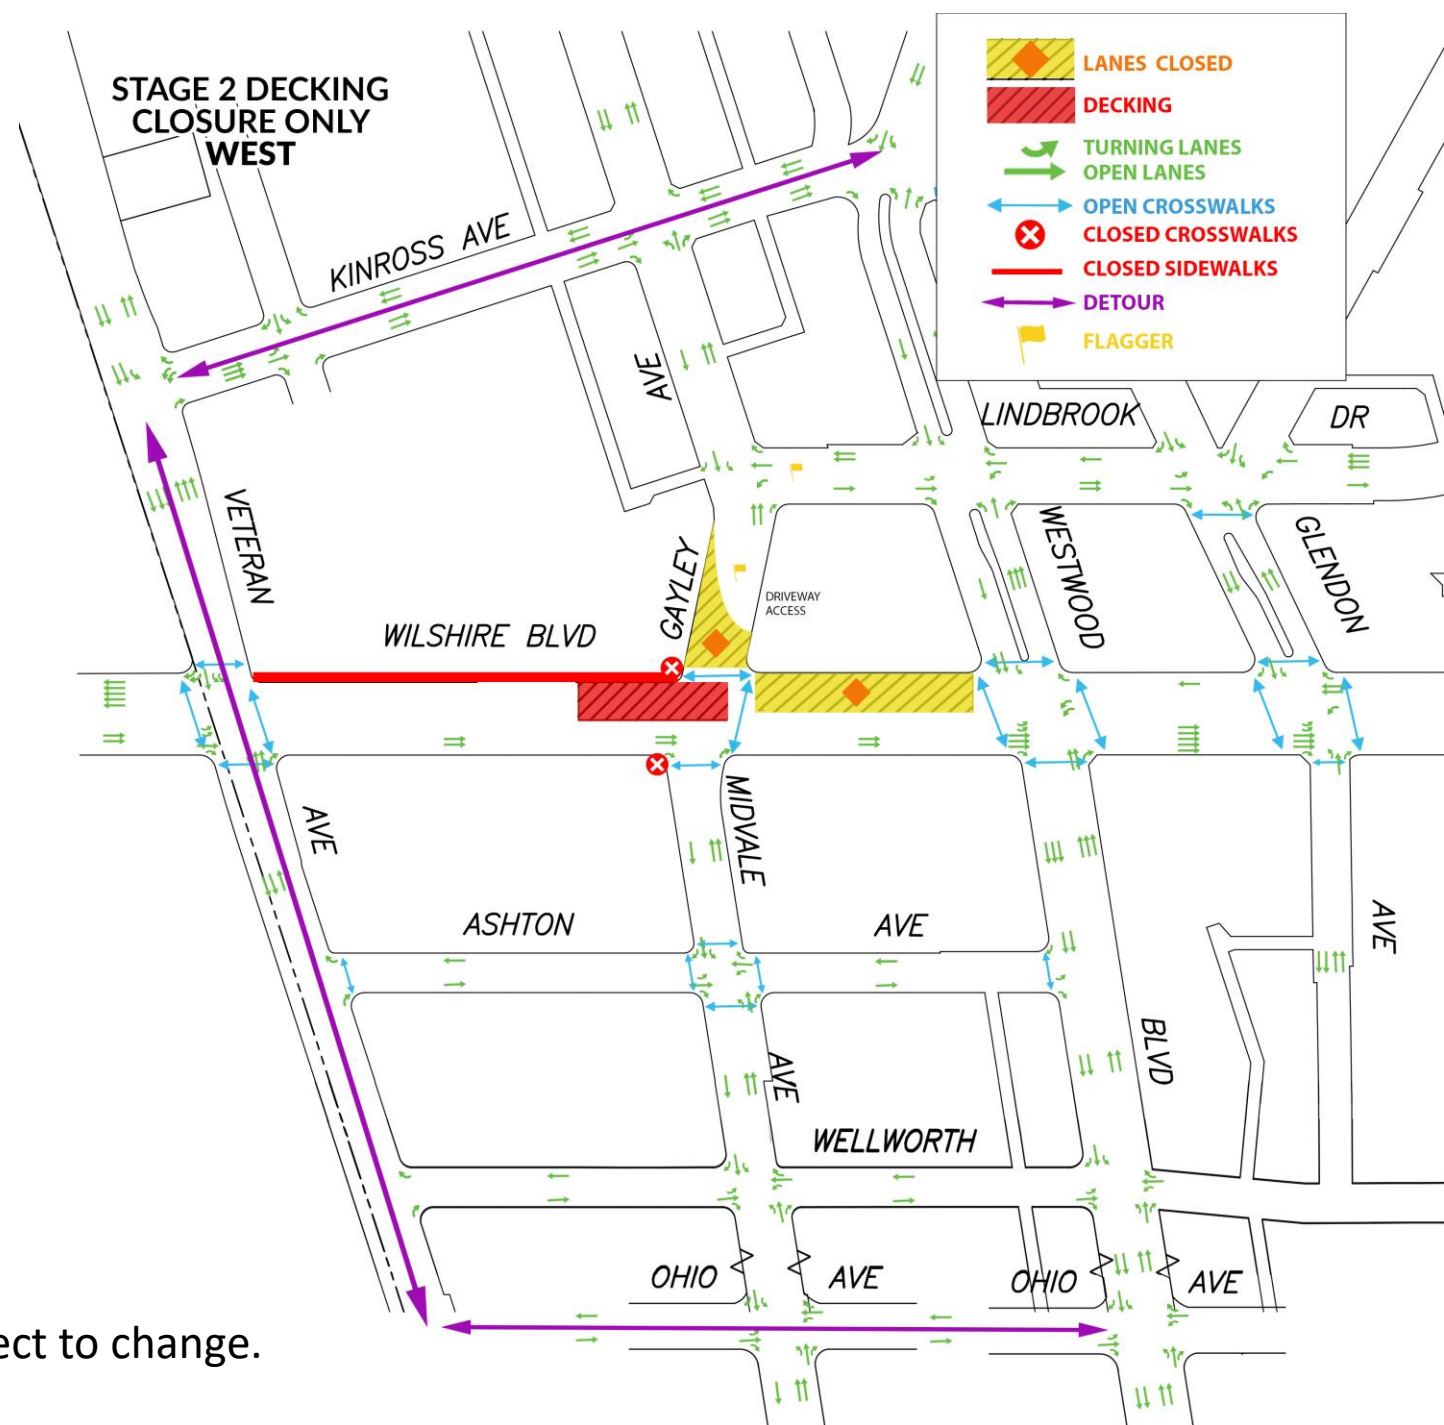 STAGE 2 DECKING
CLOSURE ONLY
WEST
LANES CLOSED
DECKING
TURNING LANES
OPEN LANES
OPEN CROSSWALKS
CLOSED CROSSWALKS
CLOSED SIDEWALKS
DETOUR
FLAGGER
KINROSS AVE
AVE
LINDBROOK
DR
VETERAN
GAYLEY
WESTWOOD
GLENDON
DRIVEWAY
ACCESS
WILSHIRE BLVD
AVE
MIDVALE
ASHTON
AVE
AVE
AVE
BLVD
WELLWORTH
OHIO
AVE
OHIO
AVE
ect to change.